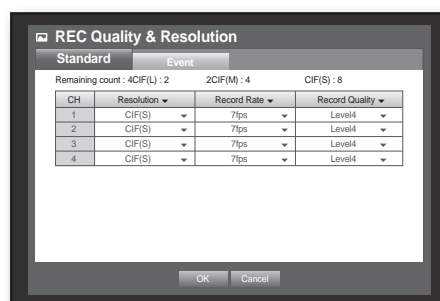 REC Quality & Resolution
Standard Event
Remaining count : 4CIF(L) : 2 2CIF(M) : 4 CIF(S) : 8
CH Resolution Record Rate Record Quality
1 CIF(S) 7fps Level4
2 CIF(S) 7fps Level4
3 CIF(S) 7fps Level4
4 CIF(S) 7fps Level4
OK Cancel